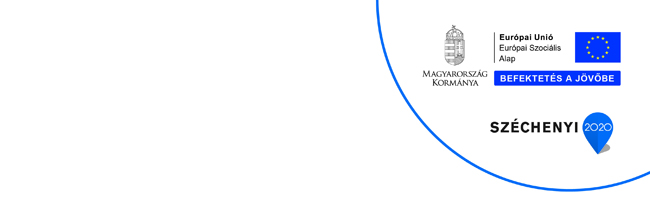 Európai Unió
Európai Szociális
Alap
MAGYARORSZÁG
KORMÁNYA
BEFEKTETÉS A JÖVŐBE
SZÉCHENYI 2020